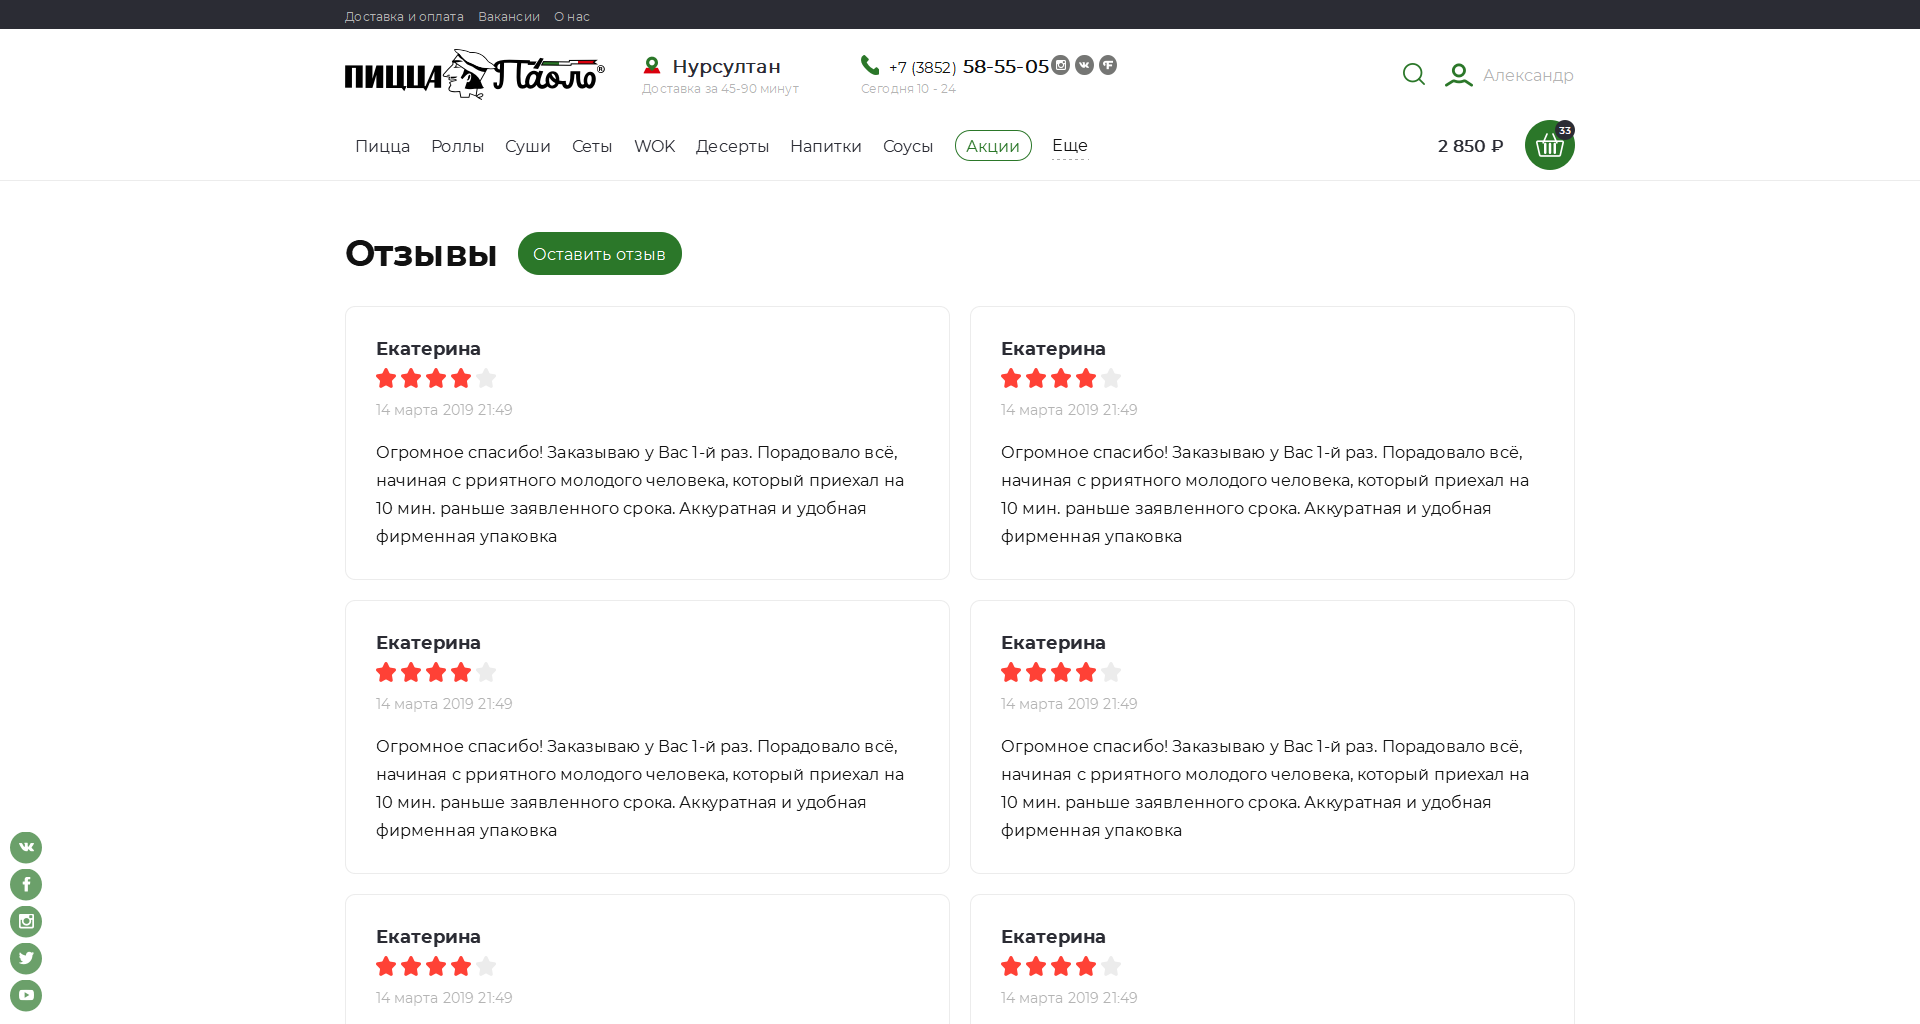 Доставка и оплата Вакансии О нас
ПИЦЦА Пáоло®
Нурсултан
Доставка за 45-90 минут
+7 (3852) 58-55-05
Сегодня 10 - 24
Александр
Пицца Роллы Суши Сеты WOK Десерты Напитки Соусы Акции Еще
2 850 ₽
33
Отзывы
Оставить отзыв
Екатерина
14 марта 2019 21:49
Огромное спасибо! Заказываю у Вас 1-й раз. Порадовало всё,
начиная с рриятного молодого человека, который приехал на
10 мин. раньше заявленного срока. Аккуратная и удобная
фирменная упаковка
Екатерина
14 марта 2019 21:49
Огромное спасибо! Заказываю у Вас 1-й раз. Порадовало всё,
начиная с рриятного молодого человека, который приехал на
10 мин. раньше заявленного срока. Аккуратная и удобная
фирменная упаковка
Екатерина
14 марта 2019 21:49
Огромное спасибо! Заказываю у Вас 1-й раз. Порадовало всё,
начиная с рриятного молодого человека, который приехал на
10 мин. раньше заявленного срока. Аккуратная и удобная
фирменная упаковка
Екатерина
14 марта 2019 21:49
Огромное спасибо! Заказываю у Вас 1-й раз. Порадовало всё,
начиная с рриятного молодого человека, который приехал на
10 мин. раньше заявленного срока. Аккуратная и удобная
фирменная упаковка
Екатерина
14 марта 2019 21:49
Екатерина
14 марта 2019 21:49